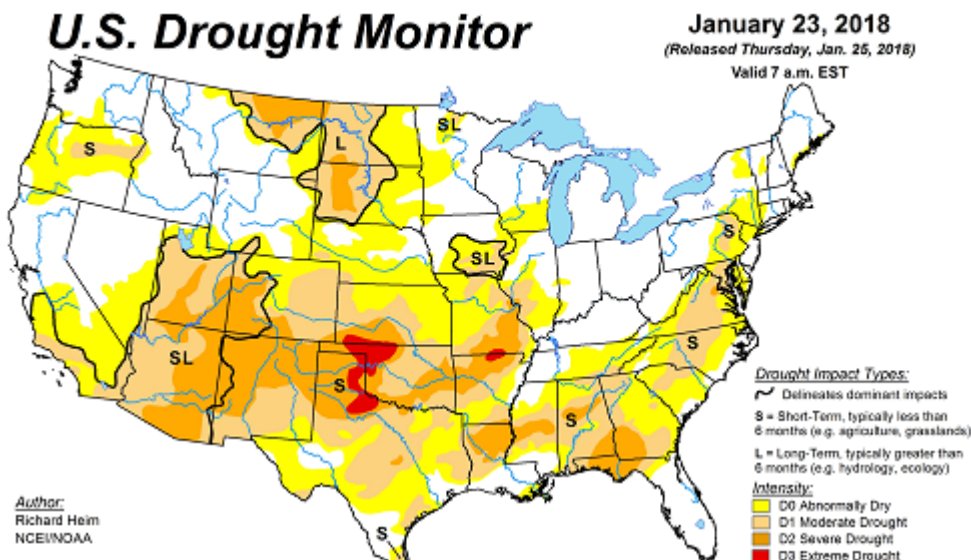 U.S. Drought Monitor
January 23, 2018
(Released Thursday, Jan. 25, 2018)
Valid 7 a.m. EST
SL
S
L
S
SL
SL
S
S
S
S
Drought Impact Types:
Delineates dominant impacts
S = Short-Term, typically less than
6 months (e.g. agriculture, grasslands)
L = Long-Term, typically greater than
6 months (e.g. hydrology, ecology)
Intensity:
D0 Abnormally Dry
D1 Moderate Drought
D2 Severe Drought
D3 Extreme Drought
Author:
Richard Heim
NCEI/NOAA